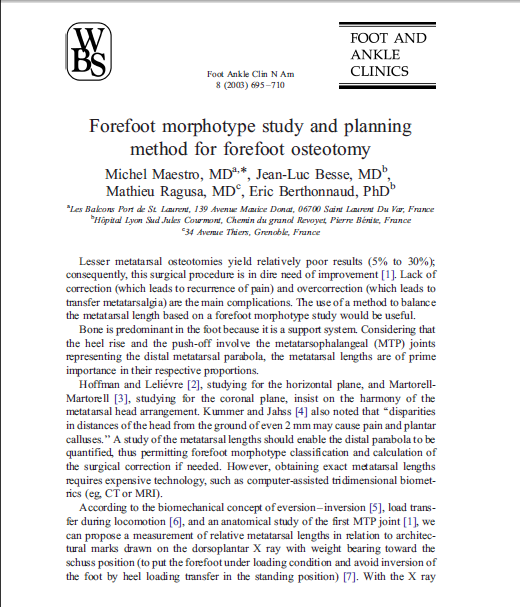 W
BS
FOOT AND
ANKLE
CLINICS
Foot Ankle Clin N Am
8 (2003) 695–710
Forefoot morphotype study and planning
method for forefoot osteotomy
Michel Maestro, MDa,*, Jean-Luc Besse, MDb,
Mathieu Ragusa, MDc, Eric Berthonnaud, PhDb
aLes Balcons Port de St. Laurent, 139 Avenue Mauice Donat, 06700 Saint Laurent Du Var, France
bHôpital Lyon Sud Jules Courmont, Chemin du granol Revoyet, Pierre Bénite, France
c34 Avenue Thiers, Grenoble, France
Lesser metatarsal osteotomies yield relatively poor results (5% to 30%);
consequently, this surgical procedure is in dire need of improvement [1]. Lack of
correction (which leads to recurrence of pain) and overcorrection (which leads to
transfer metatarsalgia) are the main complications. The use of a method to balance
the metatarsal length based on a forefoot morphotype study would be useful.
Bone is predominant in the foot because it is a support system. Considering that
the heel rise and the push-off involve the metatarsophalangeal (MTP) joints
representing the distal metatarsal parabola, the metatarsal lengths are of prime
importance in their respective proportions.
Hoffman and Leliévre [2], studying for the horizontal plane, and Martorell-
Martorell [3], studying for the coronal plane, insist on the harmony of the
metatarsal head arrangement. Kummer and Jahss [4] also noted that “disparities
in distances of the head from the ground of even 2 mm may cause pain and plantar
calluses.” A study of the metatarsal lengths should enable the distal parabola to be
quantified, thus permitting forefoot morphotype classification and calculation of
the surgical correction if needed. However, obtaining exact metatarsal lengths
requires expensive technology, such as computer-assisted tridimensional biomet-
rics (eg, CT or MRI).
According to the biomechanical concept of eversion–inversion [5], load trans-
fer during locomotion [6], and an anatomical study of the first MTP joint [1], we
can propose a measurement of relative metatarsal lengths in relation to architec-
tural marks drawn on the dorsoplantar X ray with weight bearing toward the
schuss position (to put the forefoot under loading condition and avoid inversion of
the foot by heel loading transfer in the standing position) [7]. With the X ray